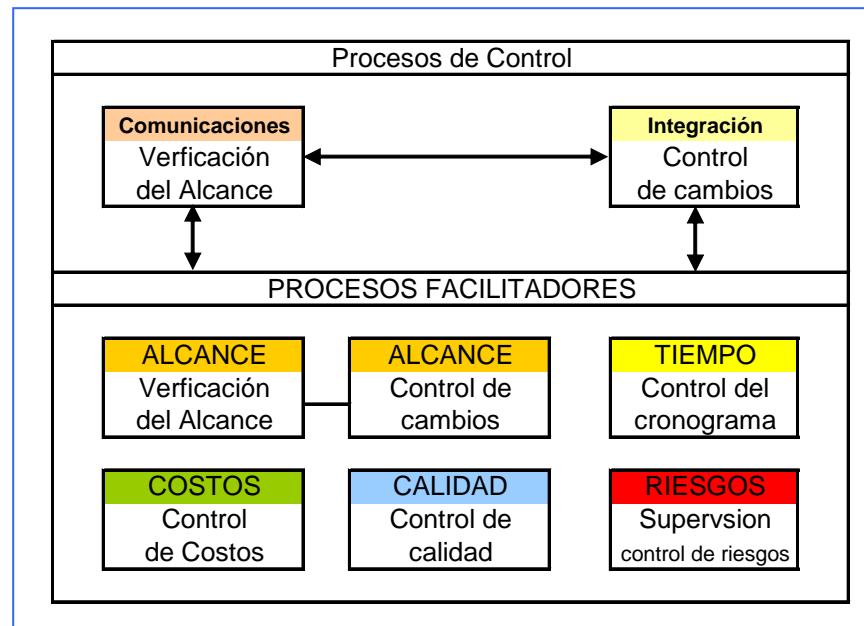 Procesos de Control
Comunicaciones
Verficación
del Alcance
Integración
Control
de cambios
PROCESOS FACILITADORES
ALCANCE
Verficación
del Alcance
ALCANCE
Control de
cambios
TIEMPO
Control del
cronograma
COSTOS
Control
de Costos
CALIDAD
Control de
calidad
RIESGOS
Supervsion
control de riesgos